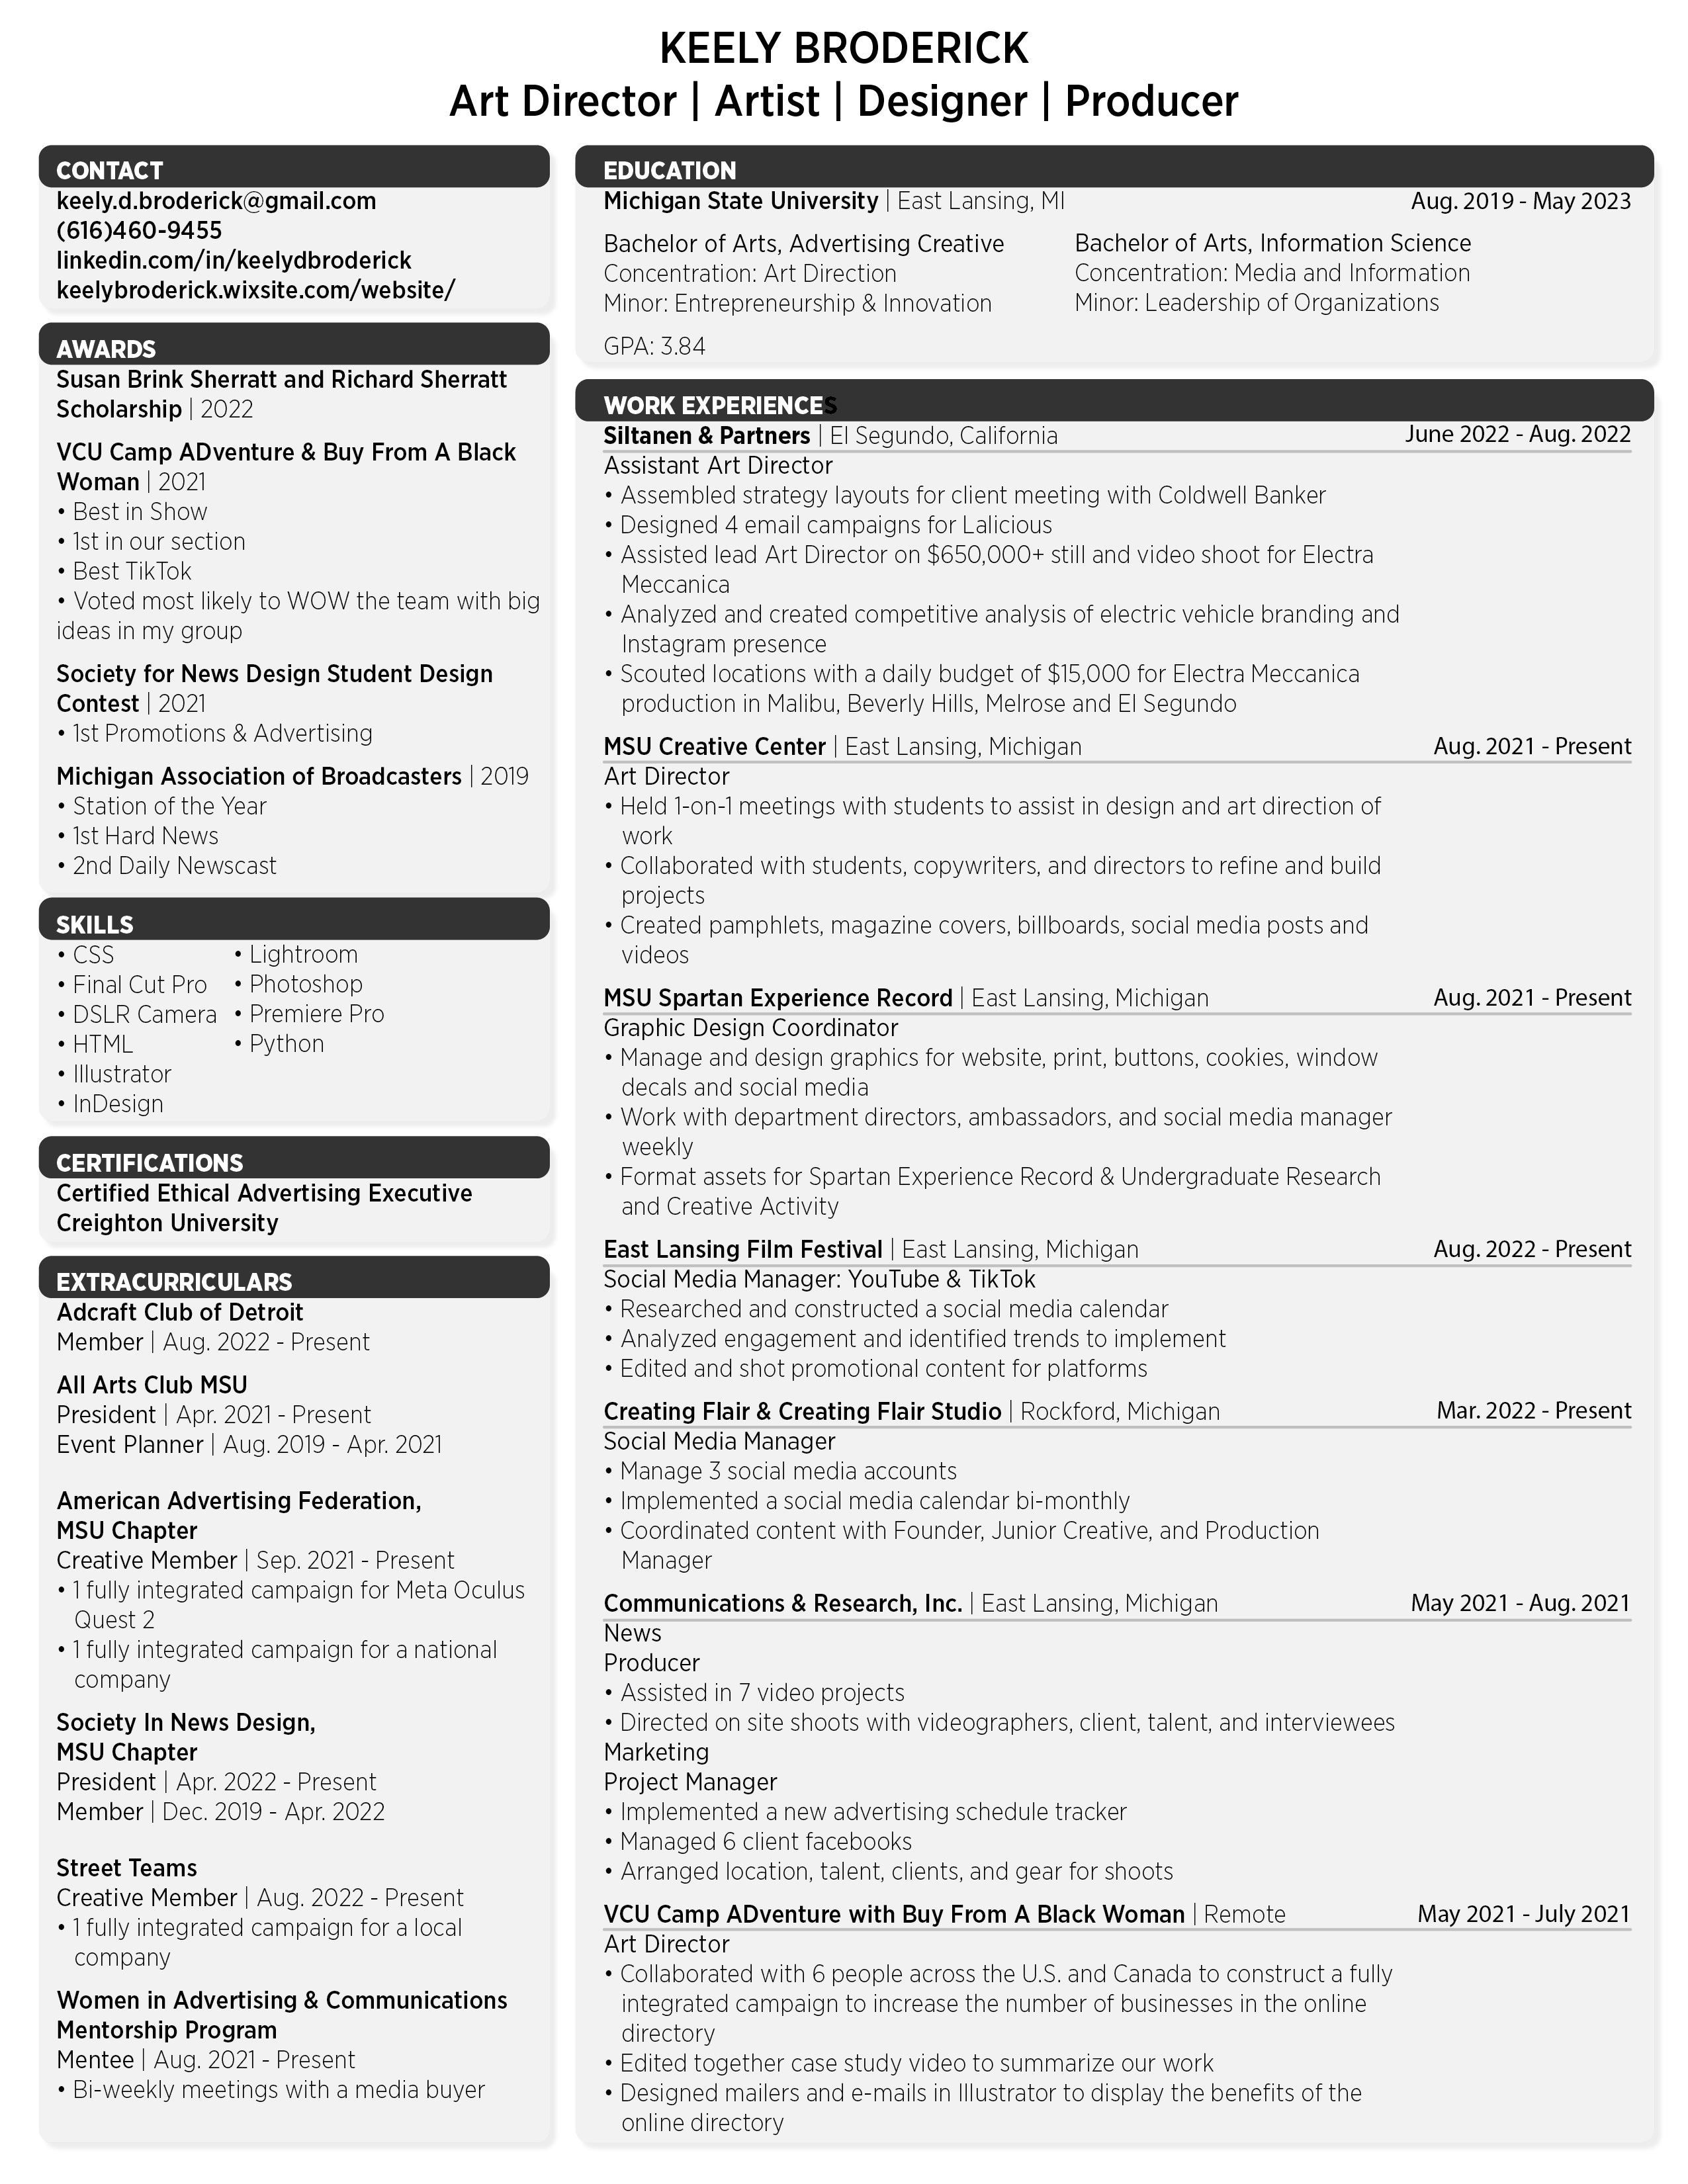 KEELY BRODERICK
Art Director | Artist | Designer | Producer
CONTACT
keely.d.broderick@gmail.com
(616)460-9455
linkedin.com/in/keelydbroderick
keelybroderick.wixsite.com/website/
AWARDS
Susan Brink Sherratt and Richard Sherratt
Scholarship | 2022
VCU Camp ADventure & Buy From A Black
Woman | 2021
• Best in Show
• 1st in our section
• Best TikTok
• Voted most likely to WOW the team with big
ideas in my group
Society for News Design Student Design
Contest | 2021
• 1st Promotions & Advertising
Michigan Association of Broadcasters | 2019
• Station of the Year
• 1st Hard News
• 2nd Daily Newscast
SKILLS
• CSS
• Final Cut Pro
• DSLR Camera
• HTML
• Illustrator
• InDesign
• Lightroom
• Photoshop
• Premiere Pro
• Python
CERTIFICATIONS
Certified Ethical Advertising Executive
Creighton University
EXTRACURRICULARS
Adcraft Club of Detroit
Member | Aug. 2022 - Present
All Arts Club MSU
President | Apr. 2021 - Present
Event Planner | Aug. 2019 - Apr. 2021
American Advertising Federation,
MSU Chapter
Creative Member | Sep. 2021 - Present
• 1 fully integrated campaign for Meta Oculus
Quest 2
• 1 fully integrated campaign for a national
company
Society In News Design,
MSU Chapter
President | Apr. 2022 - Present
Member | Dec. 2019 - Apr. 2022
Street Teams
Creative Member | Aug. 2022 - Present
• 1 fully integrated campaign for a local
company
Women in Advertising & Communications
Mentorship Program
Mentee | Aug. 2021 - Present
• Bi-weekly meetings with a media buyer
EDUCATION
Michigan State University | East Lansing, MI Aug. 2019 - May 2023
Bachelor of Arts, Advertising Creative
Concentration: Art Direction
Minor: Entrepreneurship & Innovation
Bachelor of Arts, Information Science
Concentration: Media and Information
Minor: Leadership of Organizations
GPA: 3.84
WORK EXPERIENCES
Siltanen & Partners | El Segundo, California June 2022 - Aug. 2022
Assistant Art Director
• Assembled strategy layouts for client meeting with Coldwell Banker
• Designed 4 email campaigns for Lalicious
• Assisted lead Art Director on $650,000+ still and video shoot for Electra
Meccanica
• Analyzed and created competitive analysis of electric vehicle branding and
Instagram presence
• Scouted locations with a daily budget of $15,000 for Electra Meccanica
production in Malibu, Beverly Hills, Melrose and El Segundo
MSU Creative Center | East Lansing, Michigan Aug. 2021 - Present
Art Director
• Held 1-on-1 meetings with students to assist in design and art direction of
work
• Collaborated with students, copywriters, and directors to refine and build
projects
• Created pamphlets, magazine covers, billboards, social media posts and
videos
MSU Spartan Experience Record | East Lansing, Michigan Aug. 2021 - Present
Graphic Design Coordinator
• Manage and design graphics for website, print, buttons, cookies, window
decals and social media
• Work with department directors, ambassadors, and social media manager
weekly
• Format assets for Spartan Experience Record & Undergraduate Research
and Creative Activity
East Lansing Film Festival | East Lansing, Michigan Aug. 2022 - Present
Social Media Manager: YouTube & TikTok
• Researched and constructed a social media calendar
• Analyzed engagement and identified trends to implement
• Edited and shot promotional content for platforms
Creating Flair & Creating Flair Studio | Rockford, Michigan Mar. 2022 - Present
Social Media Manager
• Manage 3 social media accounts
• Implemented a social media calendar bi-monthly
• Coordinated content with Founder, Junior Creative, and Production
Manager
Communications & Research, Inc. | East Lansing, Michigan May 2021 - Aug. 2021
News
Producer
• Assisted in 7 video projects
• Directed on site shoots with videographers, client, talent, and interviewees
Marketing
Project Manager
• Implemented a new advertising schedule tracker
• Managed 6 client facebooks
• Arranged location, talent, clients, and gear for shoots
VCU Camp ADventure with Buy From A Black Woman | Remote May 2021 - July 2021
Art Director
• Collaborated with 6 people across the U.S. and Canada to construct a fully
integrated campaign to increase the number of businesses in the online
directory
• Edited together case study video to summarize our work
• Designed mailers and e-mails in Illustrator to display the benefits of the
online directory